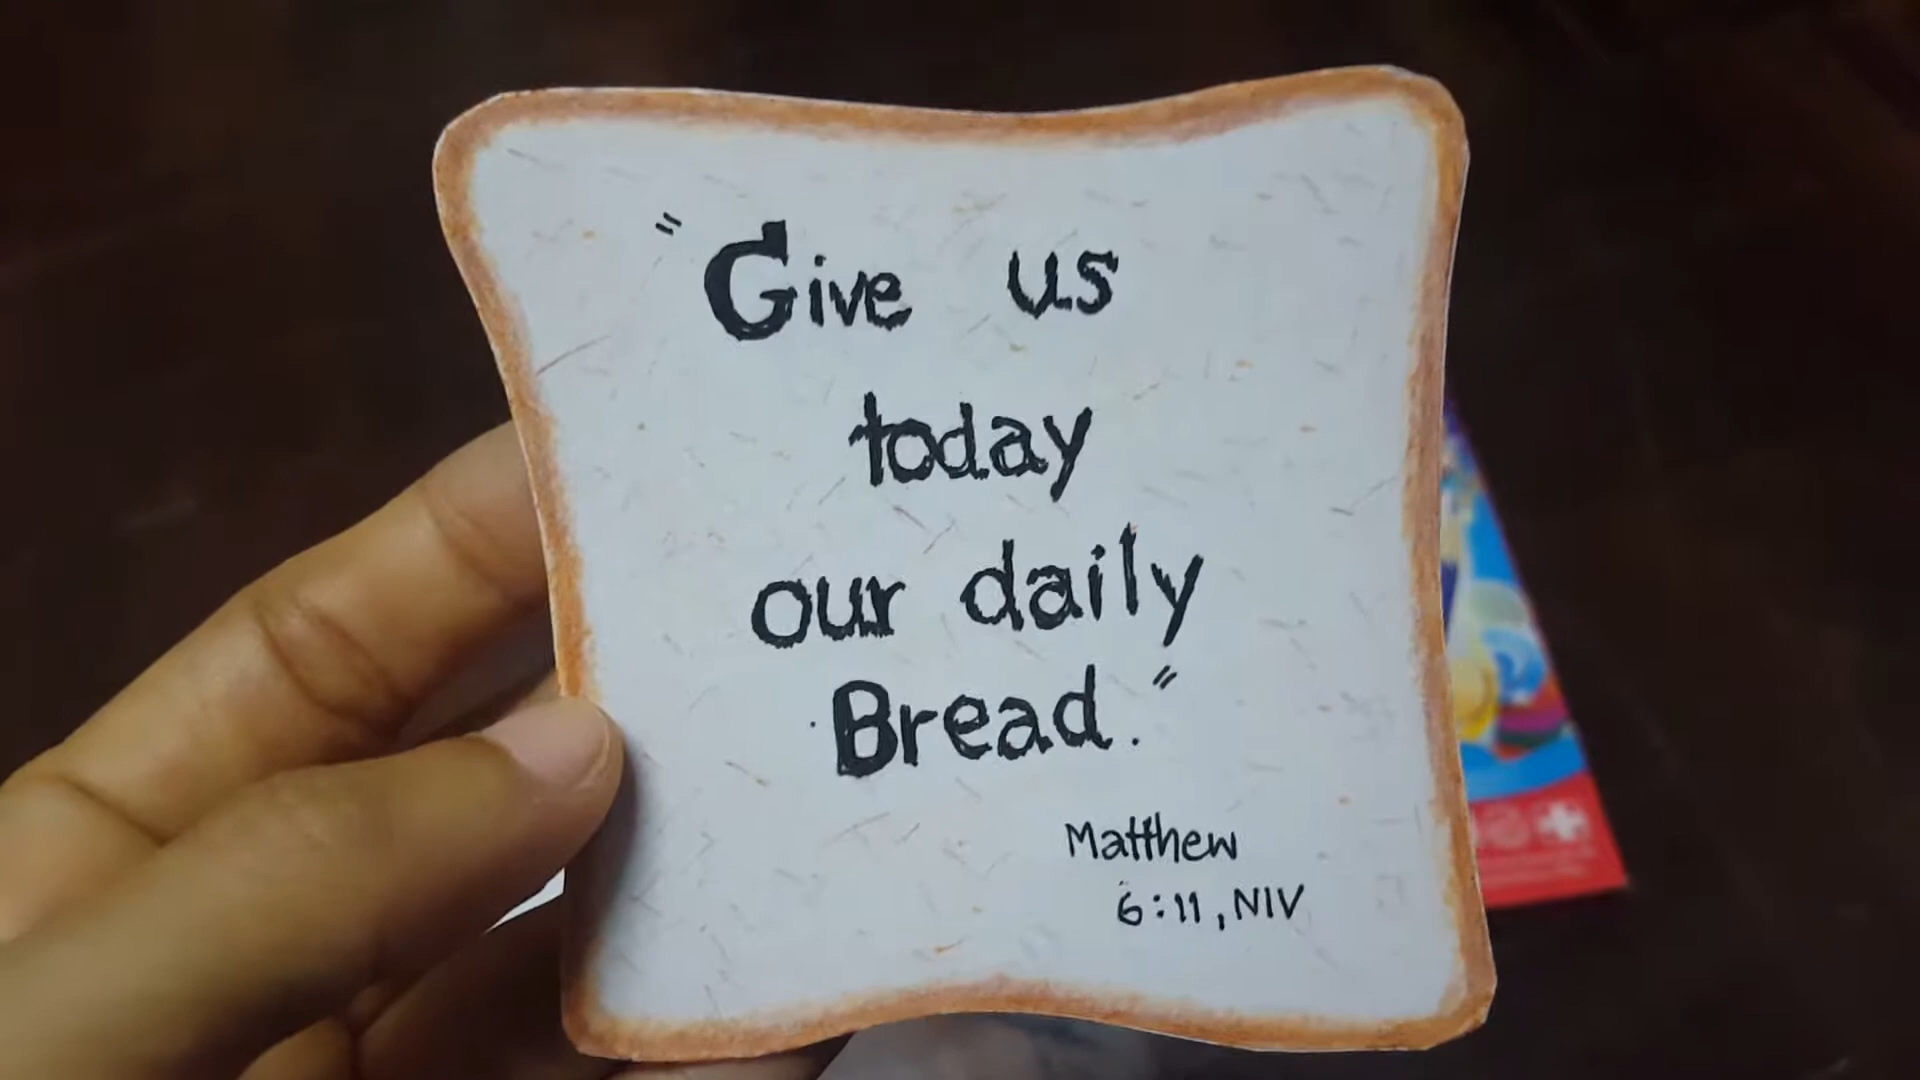 "Give us
today
our daily
Bread."
Matthew
6:11, NIV